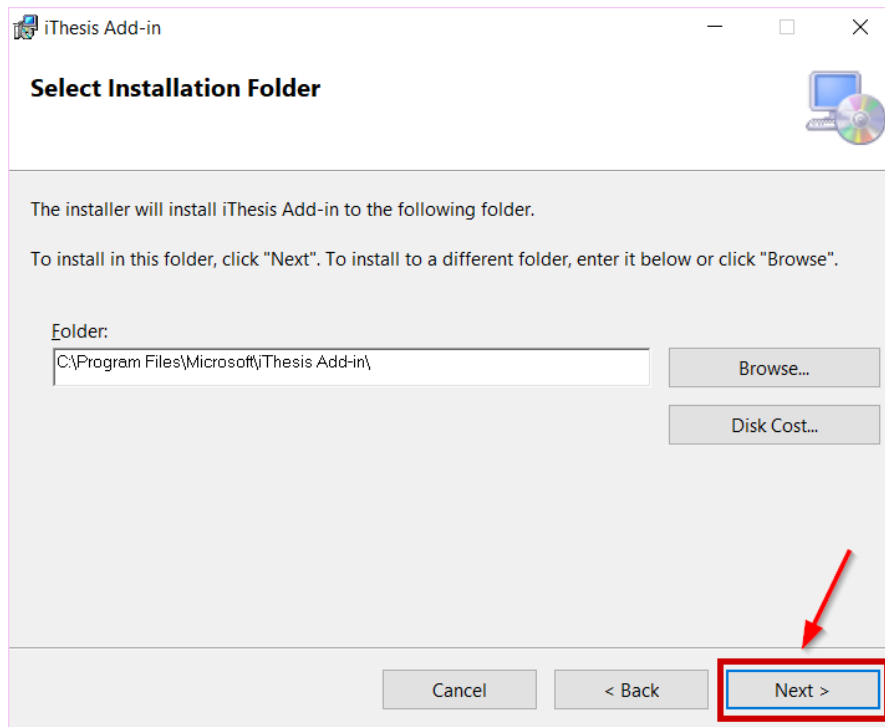 iThesis Add-in
Select Installation Folder
The installer will install iThesis Add-in to the following folder.
To install in this folder, click "Next". To install to a different folder, enter it below or click "Browse".
Folder:
C:\Program Files\Microsoft\iThesis Add-in\
Browse...
Disk Cost...
Cancel
< Back
Next >